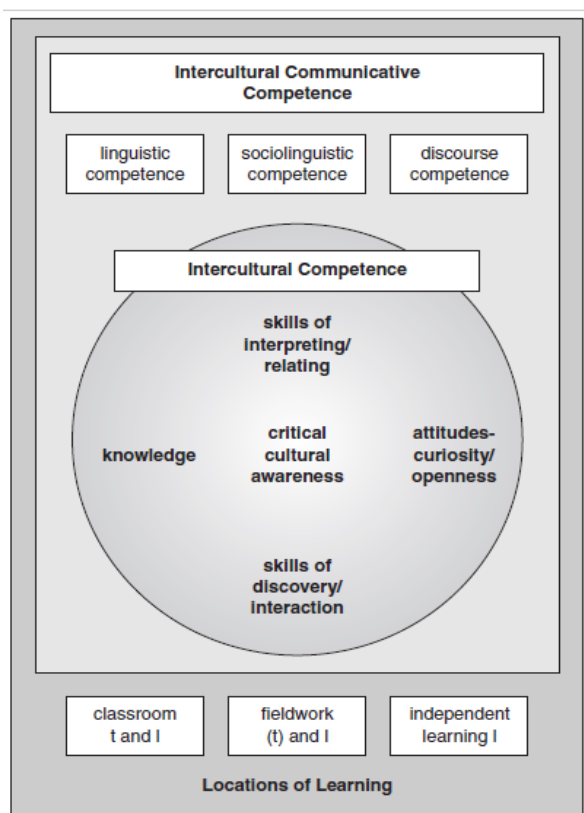 Intercultural Communicative
Competence
linguistic
competence
sociolinguistic
competence
discourse
competence
Intercultural Competence
skills of
interpreting/
relating
knowledge
critical
cultural
awareness
attitudes-
curiosity/
openness
skills of
discovery/
interaction
classroom
t and l
fieldwork
(t) and l
independent
learning l
Locations of Learning